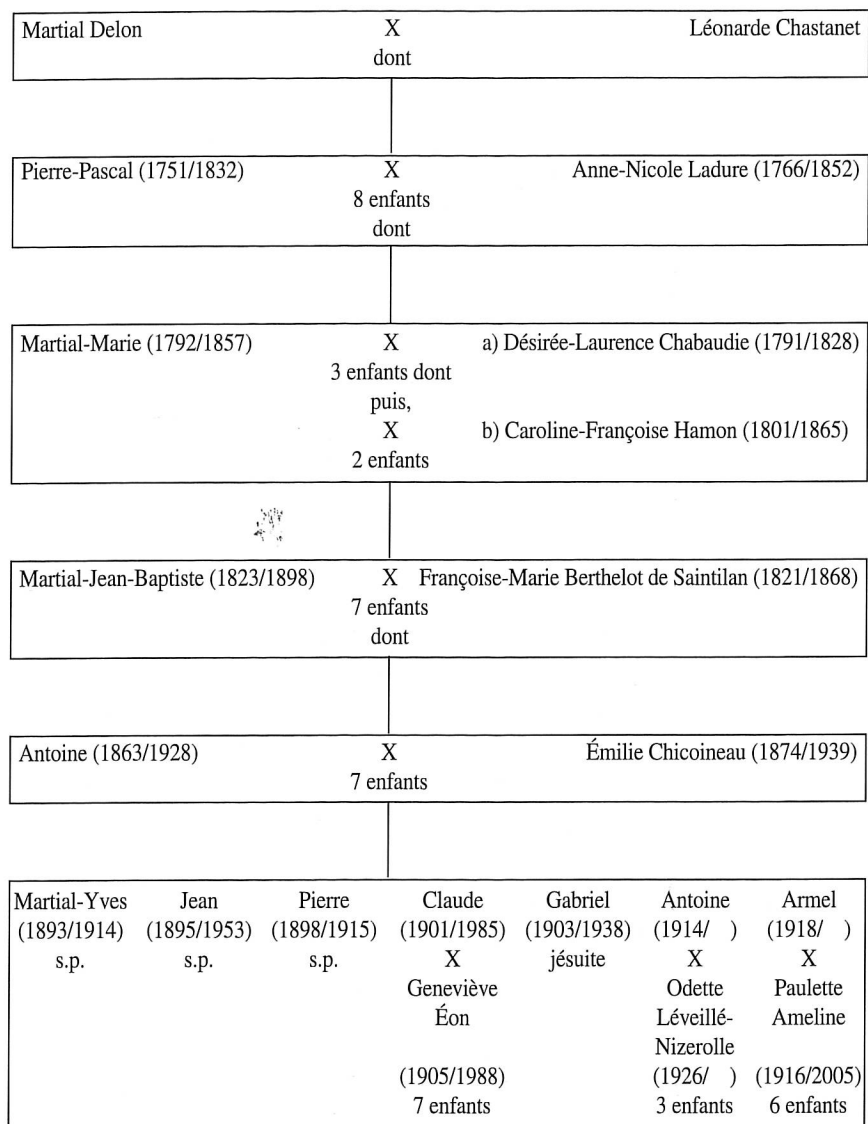 Martial Delon X Léonarde Chastanet
dont
Pierre-Pascal (1751/1832) X Anne-Nicole Ladure (1766/1852)
8 enfants
dont
Martial-Marie (1792/1857) X a) Désirée-Laurence Chabaudie (1791/1828)
3 enfants dont
puis,
X b) Caroline-Françoise Hamon (1801/1865)
2 enfants
Martial-Jean-Baptiste (1823/1898) X Françoise-Marie Berthelot de Saintilan (1821/1868)
7 enfants
dont
Antoine (1863/1928) X Émilie Chicoineau (1874/1939)
7 enfants
Martial-Yves Jean Pierre Claude Gabriel Antoine Armel
(1893/1914) (1895/1953) (1898/1915) (1901/1985) (1903/1938) (1914/ ) (1918/ )
s.p. s.p. s.p. X jésuite X X
Geneviève Odette Paulette
Éon Léveillé- Ameline
Nizerolle
(1905/1988) (1926/ ) (1916/2005)
7 enfants 3 enfants 6 enfants